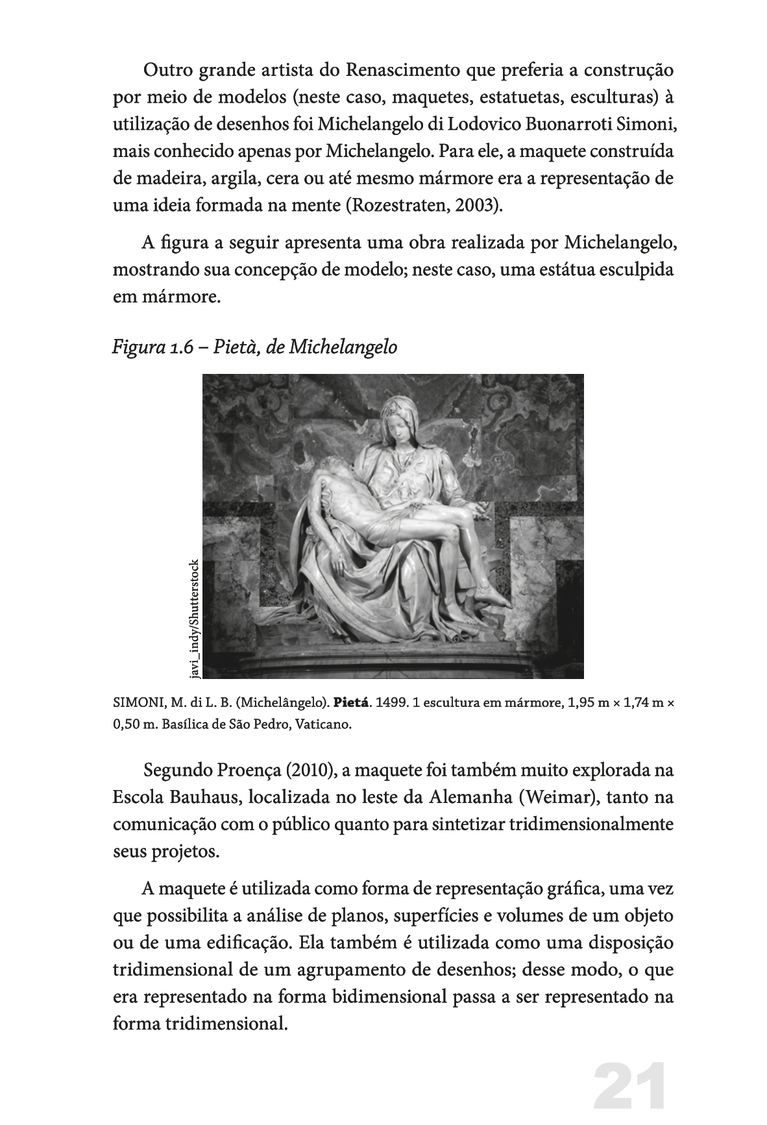 Outro grande artista do Renascimento que preferia a construção
por meio de modelos (neste caso, maquetes, estatuetas, esculturas) à
utilização de desenhos foi Michelangelo di Lodovico Buonarroti Simoni,
mais conhecido apenas por Michelangelo. Para ele, a maquete construída
de madeira, argila, cera ou até mesmo mármore era a representação de
uma ideia formada na mente (Rozestraten, 2003).
A figura a seguir apresenta uma obra realizada por Michelangelo,
mostrando sua concepção de modelo; neste caso, uma estátua esculpida
em mármore.
Figura 1.6 – Pietà, de Michelangelo
javi_indy/Shutterstock
SIMONI, M. di L. B. (Michelângelo). Pietá. 1499. 1 escultura em mármore, 1,95 m × 1,74 m ×
0,50 m. Basílica de São Pedro, Vaticano.
Segundo Proença (2010), a maquete foi também muito explorada na
Escola Bauhaus, localizada no leste da Alemanha (Weimar), tanto na
comunicação com o público quanto para sintetizar tridimensionalmente
seus projetos.
A maquete é utilizada como forma de representação gráfica, uma vez
que possibilita a análise de planos, superfícies e volumes de um objeto
ou de uma edificação. Ela também é utilizada como uma disposição
tridimensional de um agrupamento de desenhos; desse modo, o que
era representado na forma bidimensional passa a ser representado na
forma tridimensional.
21